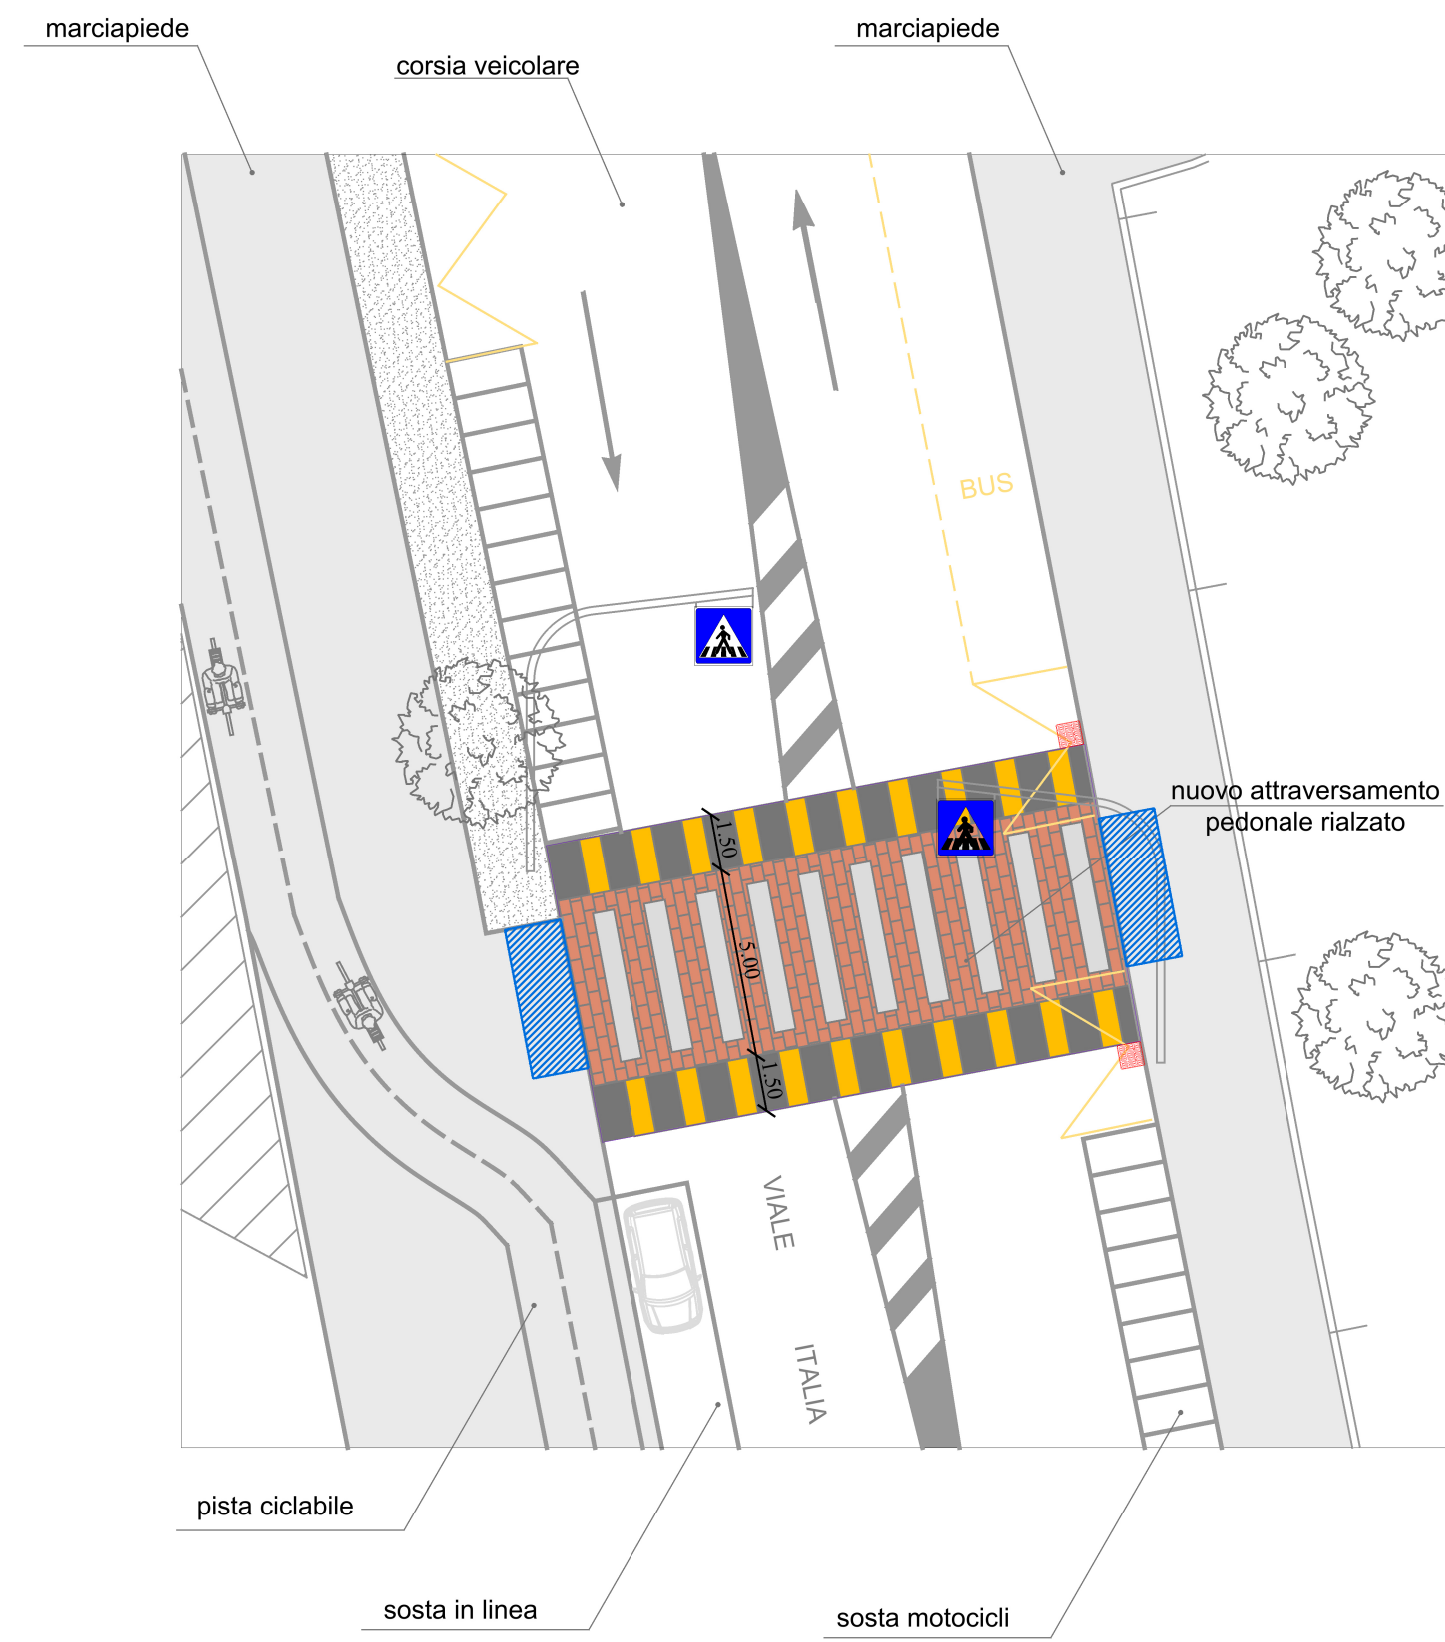 marciapiede
marciapiede
corsia veicolare
BUS
nuovo attraversamento
pedonale rialzato
1.50
5.00
1.50
VIALE
ITALIA
pista ciclabile
sosta in linea
sosta motocicli